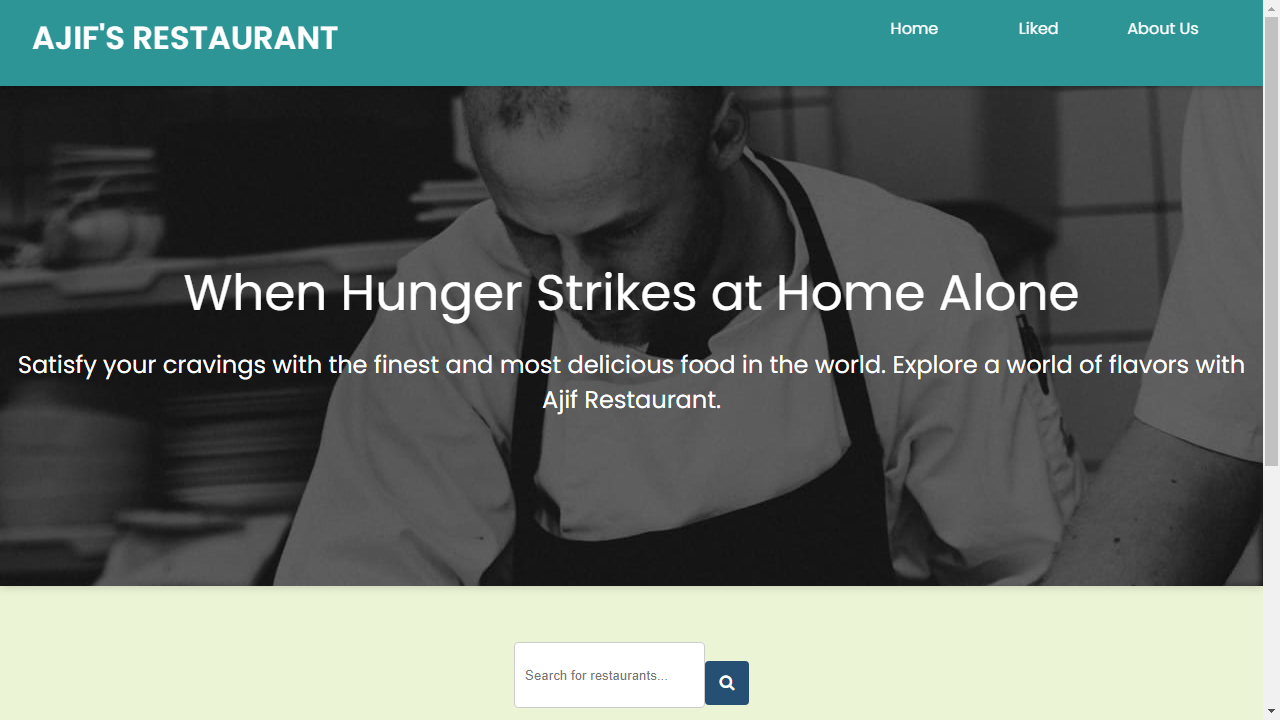 AJIF'S RESTAURANT
Home Liked About Us
When Hunger Strikes at Home Alone
Satisfy your cravings with the finest and most delicious food in the world. Explore a world of flavors with
Ajif Restaurant.
Search for restaurants...